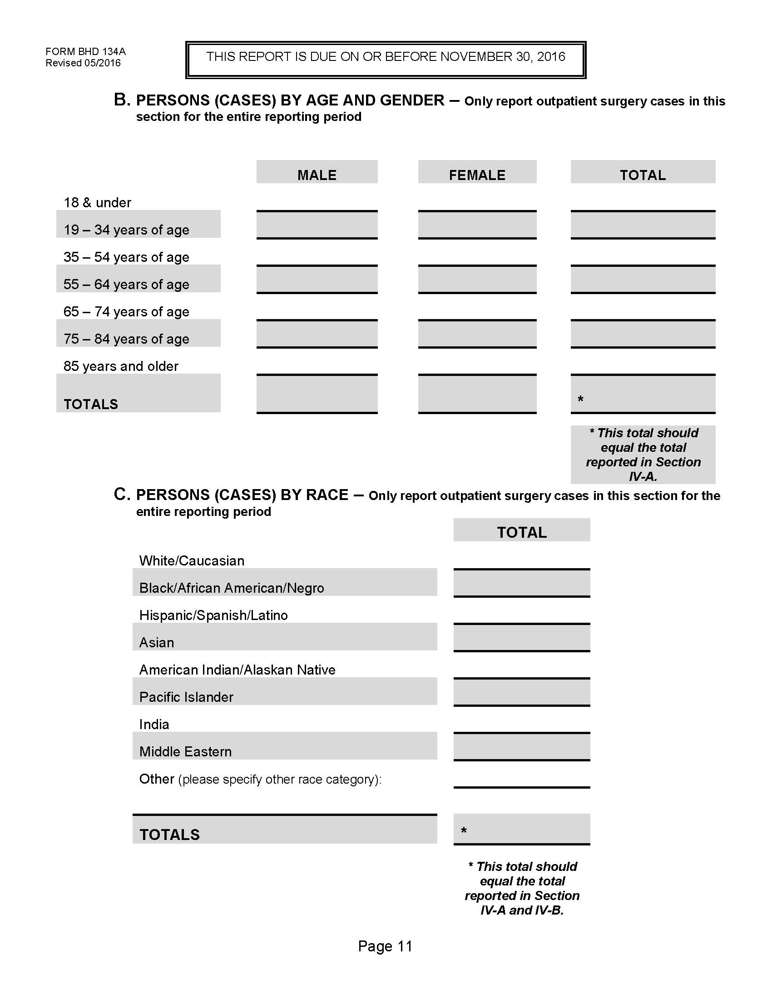 FORM BHD 134A
Revised 05/2016
THIS REPORT IS DUE ON OR BEFORE NOVEMBER 30, 2016
B. PERSONS (CASES) BY AGE AND GENDER – Only report outpatient surgery cases in this
section for the entire reporting period
MALE FEMALE TOTAL
18 & under
19 – 34 years of age
35 – 54 years of age
55 – 64 years of age
65 – 74 years of age
75 – 84 years of age
85 years and older
TOTALS *
* This total should
equal the total
reported in Section
IV-A.
C. PERSONS (CASES) BY RACE – Only report outpatient surgery cases in this section for the
entire reporting period
TOTAL
White/Caucasian
Black/African American/Negro
Hispanic/Spanish/Latino
Asian
American Indian/Alaskan Native
Pacific Islander
India
Middle Eastern
Other (please specify other race category):
TOTALS *
* This total should
equal the total
reported in Section
IV-A and IV-B.
Page 11